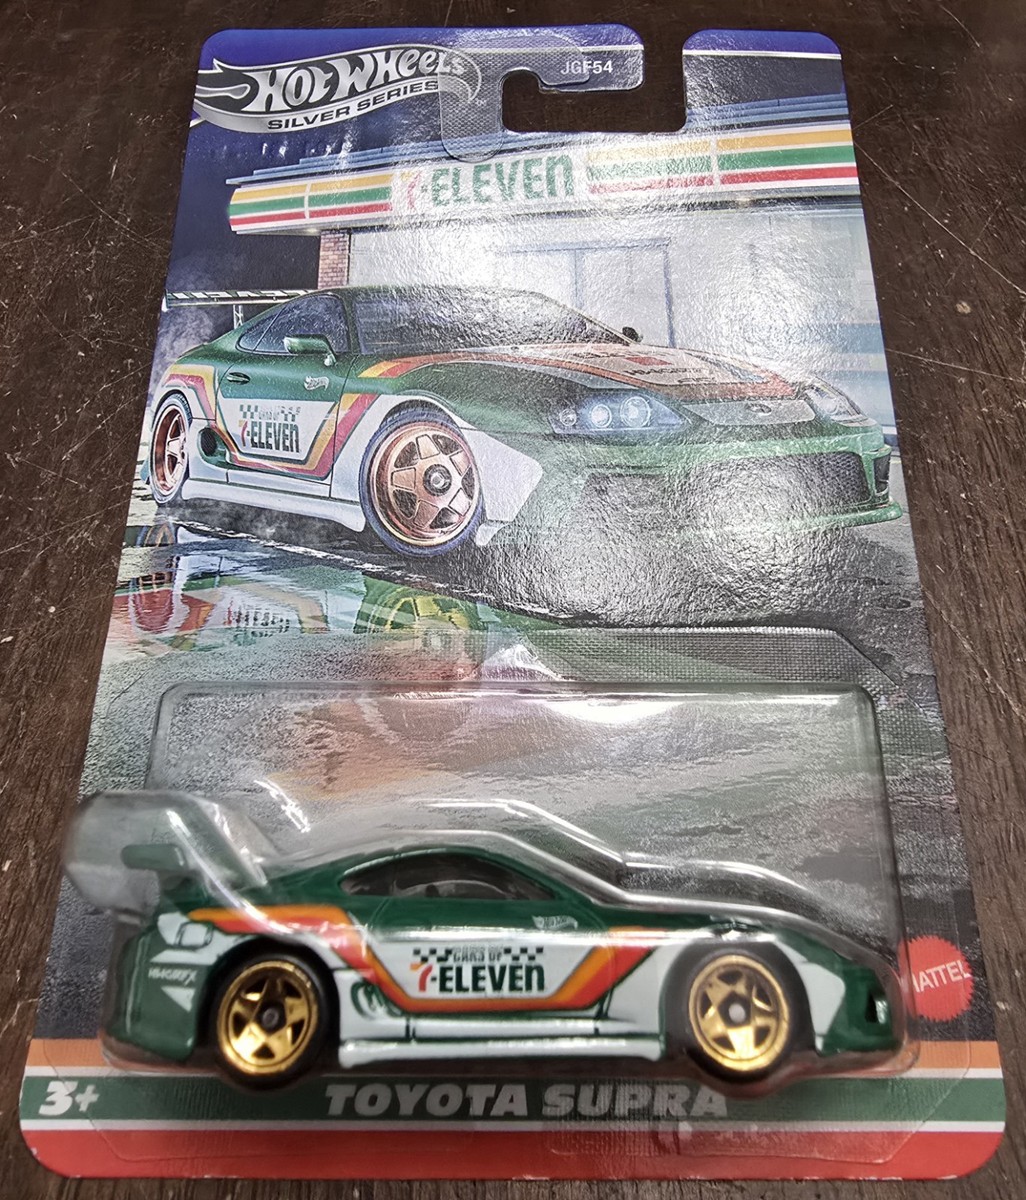 HOT WHEELS
SILVER SERIES
JGF54
7-ELEVEN
CARS OF
7-ELEVEN
CARS OF
7-ELEVEN
MATTEL
3+
TOYOTA SUPRA